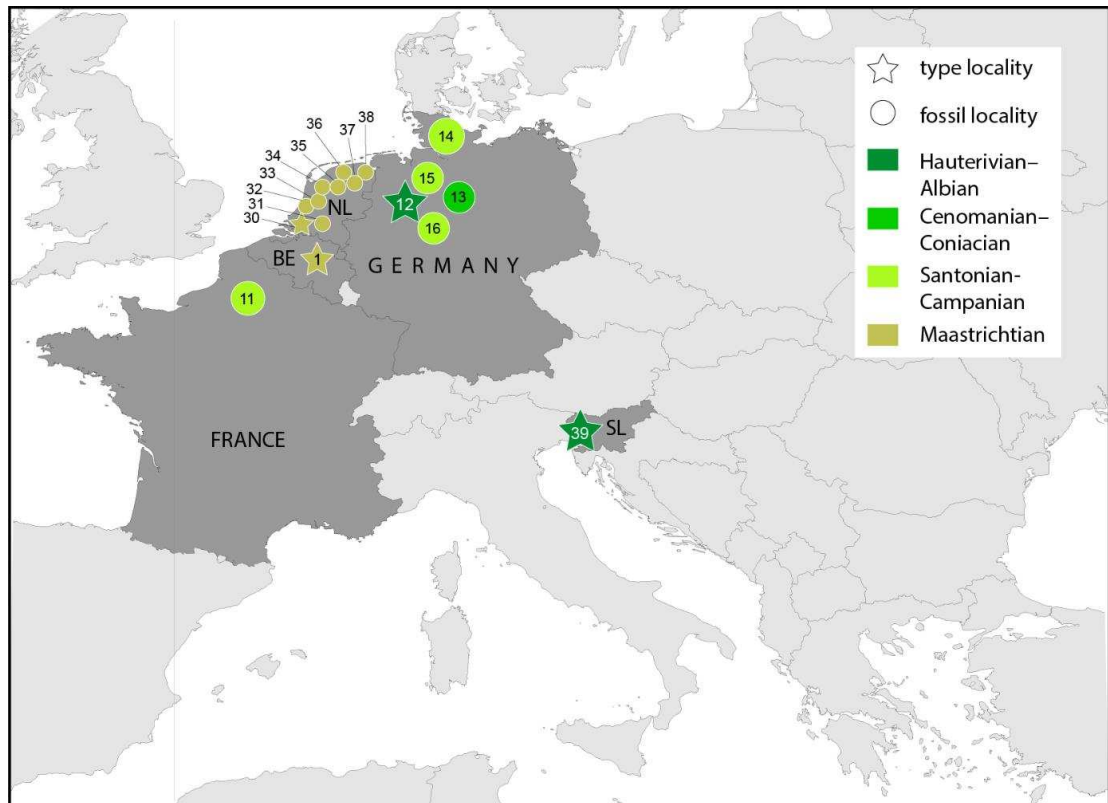 type locality
fossil locality
Hauterivian–
Albian
Cenomanian–
Coniacian
Santonian-
Campanian
Maastrichtian
36
37
38
35
34
33
32
31
30
14
15
13
12
16
NL
BE
1
GERMANY
11
FRANCE
39
SL